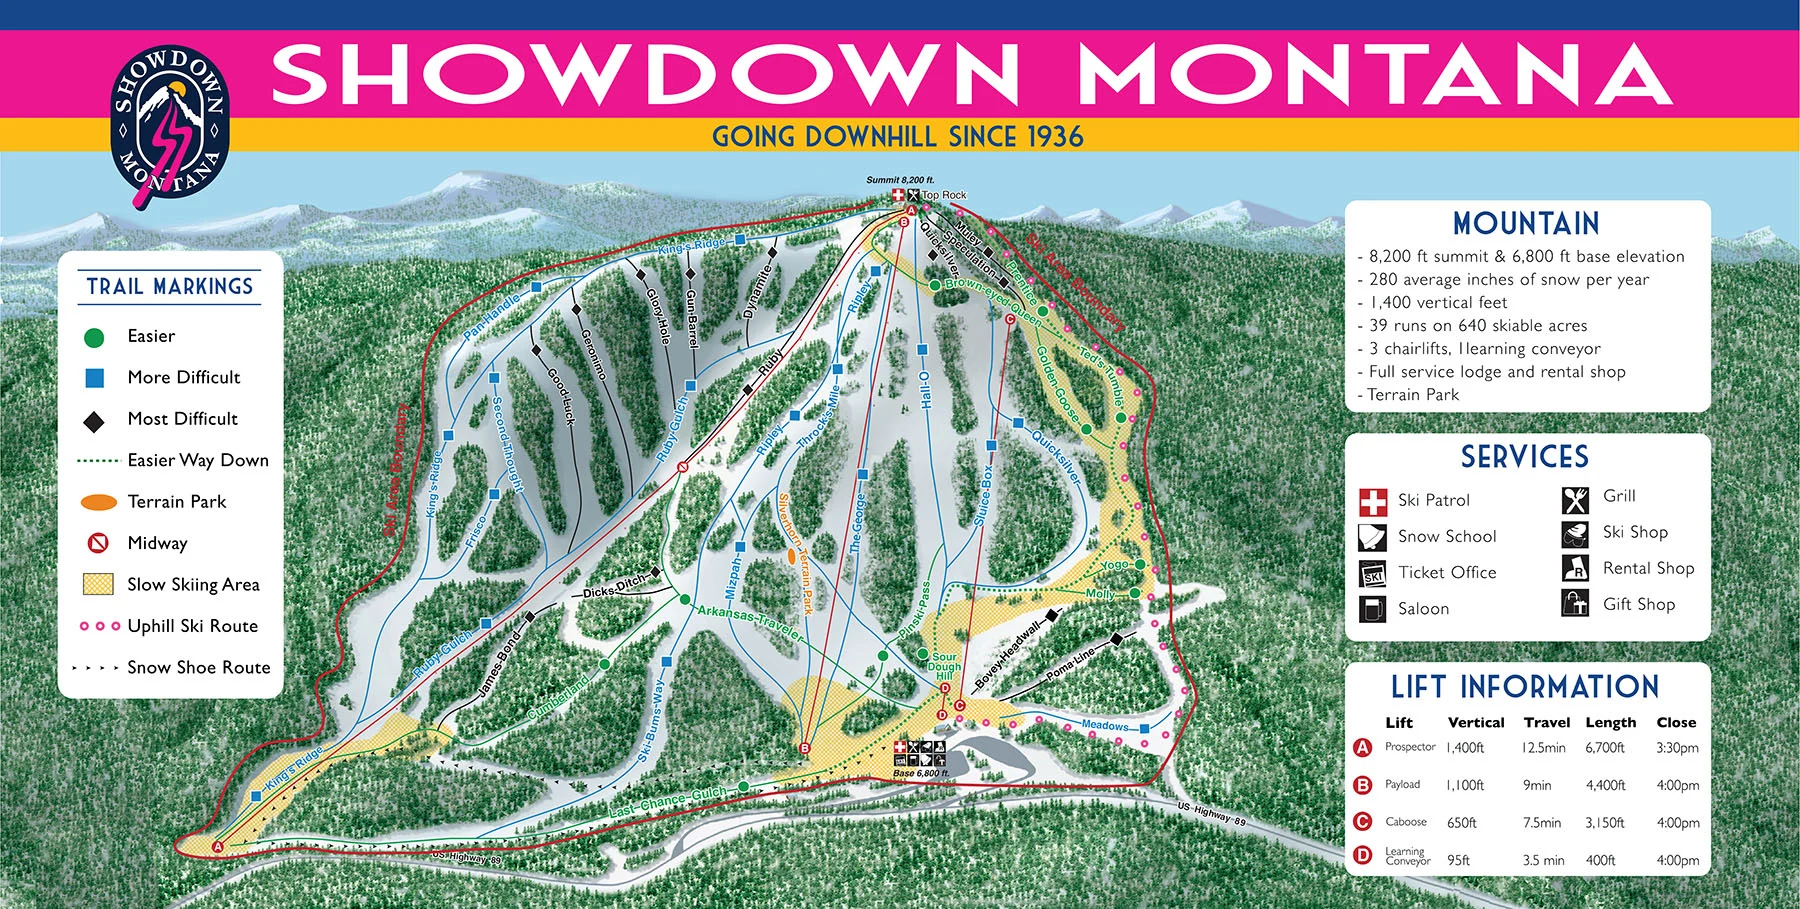 SHOWDOWN MONTANA
GOING DOWNHILL SINCE 1936
SHOWDOWN
MONTANA
TRAIL MARKINGS
Easier
More Difficult
Most Difficult
Easier Way Down
Terrain Park
Midway
Slow Skiing Area
Uphill Ski Route
Snow Shoe Route
Summit 8,200 ft.
Top Rock
A
B
King's Ridge
Pan-Handle
Glory Hole
Gun-Barrel
Dynamite
Geronimo
Good-Luck
Ruby
Ripley
Quicksilver
Muley
Speculation
Prentice
Brown-eyed-Queen
Ski Area Boundary
C
Golden-Goose
Ted's-Tumble
Hall-O
Throck's-Mile
Ripley
Ruby-Gulch
Second-Thought
Ski Area Boundary
King's-Ridge
Frisco
Quicksilver
Sluice-Box
The-George
Silverhorn-Terrain-Park
Mizpah
Dicks-Ditch
Arkansas-Traveler
Pinski-Pass
Yogo
Molly
Bovey-Headwall
Poma-Line
Sour
Dough
Hill
D
C
D
Meadows
Ruby-Gulch
James-Bond
Cumberland
Ski-Bums-Way
King's Ridge
B
SKI
Base 6,800 ft.
Last-Chance-Gulch
A
US Highway 89
US Highway 89
MOUNTAIN
- 8,200 ft summit & 6,800 ft base elevation
- 280 average inches of snow per year
- 1,400 vertical feet
- 39 runs on 640 skiable acres
- 3 chairlifts, 1learning conveyor
- Full service lodge and rental shop
- Terrain Park
SERVICES
Ski Patrol
Grill
Snow School
Ski Shop
SKI
Ticket Office
R
Rental Shop
Saloon
Gift Shop
LIFT INFORMATION
Lift Vertical Travel Length Close
A Prospector 1,400ft 12.5min 6,700ft 3:30pm
B Payload 1,100ft 9min 4,400ft 4:00pm
C Caboose 650ft 7.5min 3,150ft 4:00pm
D Learning Conveyor 95ft 3.5 min 400ft 4:00pm